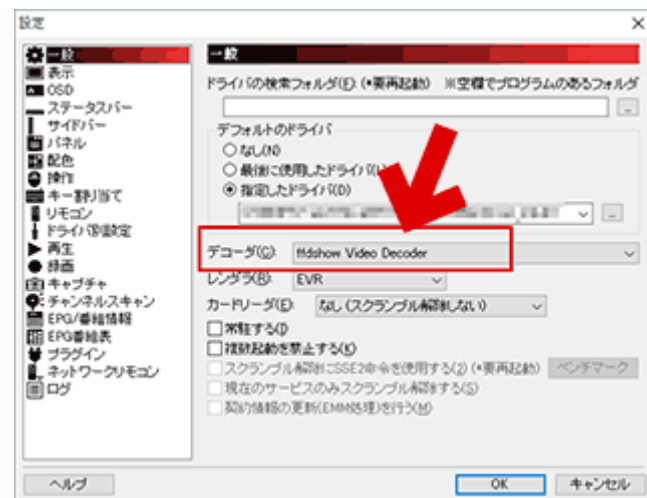 設定
一般
表示
OSD
ステータスバー
サイドバー
パネル
配色
操作
キー割り当て
リモコン
ドライバ別設定
再生
録画
キャプチャ
チャンネルスキャン
EPG/番組情報
EPG番組表
プラグイン
ネットワークリモコン
ログ
一般
ドライバの検索フォルダ(F): (*要再起動) ※空欄でプログラムのあるフォルダ
デフォルトのドライバ
なし(N)
最後に使用したドライバ
指定したドライバ(D)
デコーダ(G): ffdshow Video Decoder
レンダラ(R): EVR
カードリーダ(E): なし (スクランブル解除しない)
常駐する(I)
複数起動を禁止する(K)
スクランブル解除にSSE2命令を使用する(2) (*要再起動) ベンチマーク
現在のサービスのみスクランブル解除する(S)
契約情報の更新(EMM処理)を行う(M)
ヘルプ OK キャンセル